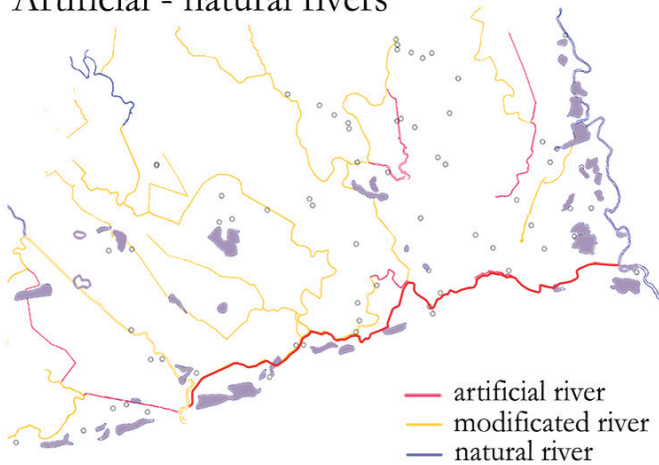 Artificial - natural rivers
artificial river
modificated river
natural river